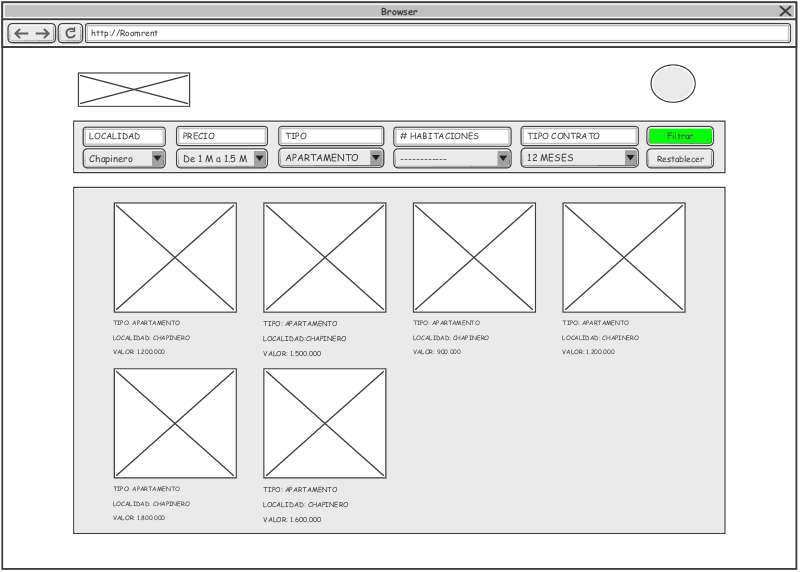 Browser
http://Roomrent
LOCALIDAD
PRECIO
TIPO
# HABITACIONES
TIPO CONTRATO
Filtrar
Chapinero
De 1 M a 1.5 M
APARTAMENTO
------------
12 MESES
Restablecer
TIPO: APARTAMENTO
LOCALIDAD: CHAPINERO
VALOR: 1.200.000
TIPO: APARTAMENTO
LOCALIDAD:CHAPINERO
VALOR: 1.500.000
TIPO: APARTAMENTO
LOCALIDAD: CHAPINERO
VALOR: 900.000
TIPO: APARTAMENTO
LOCALIDAD: CHAPINERO
VALOR: 1.200.000
TIPO: APARTAMENTO
LOCALIDAD: CHAPINERO
VALOR: 1.800.000
TIPO: APARTAMENTO
LOCALIDAD: CHAPINERO
VALOR: 1.600.000